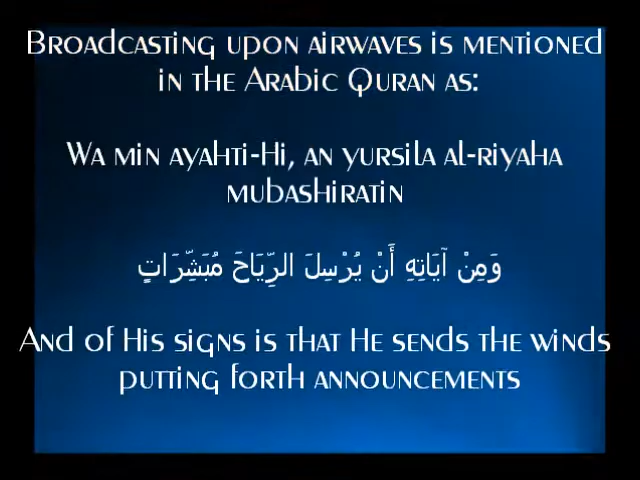 Broadcasting upon airwaves is mentioned
in the Arabic Quran as:
Wa min ayahti-Hi, an yursila al-riyaha
mubashiratin
وَمِنْ آيَاتِهِ أَنْ يُرْسِلَ الرِّيَاحَ مُبَشِّرَاتٍ
And of His signs is that He sends the winds
putting forth announcements